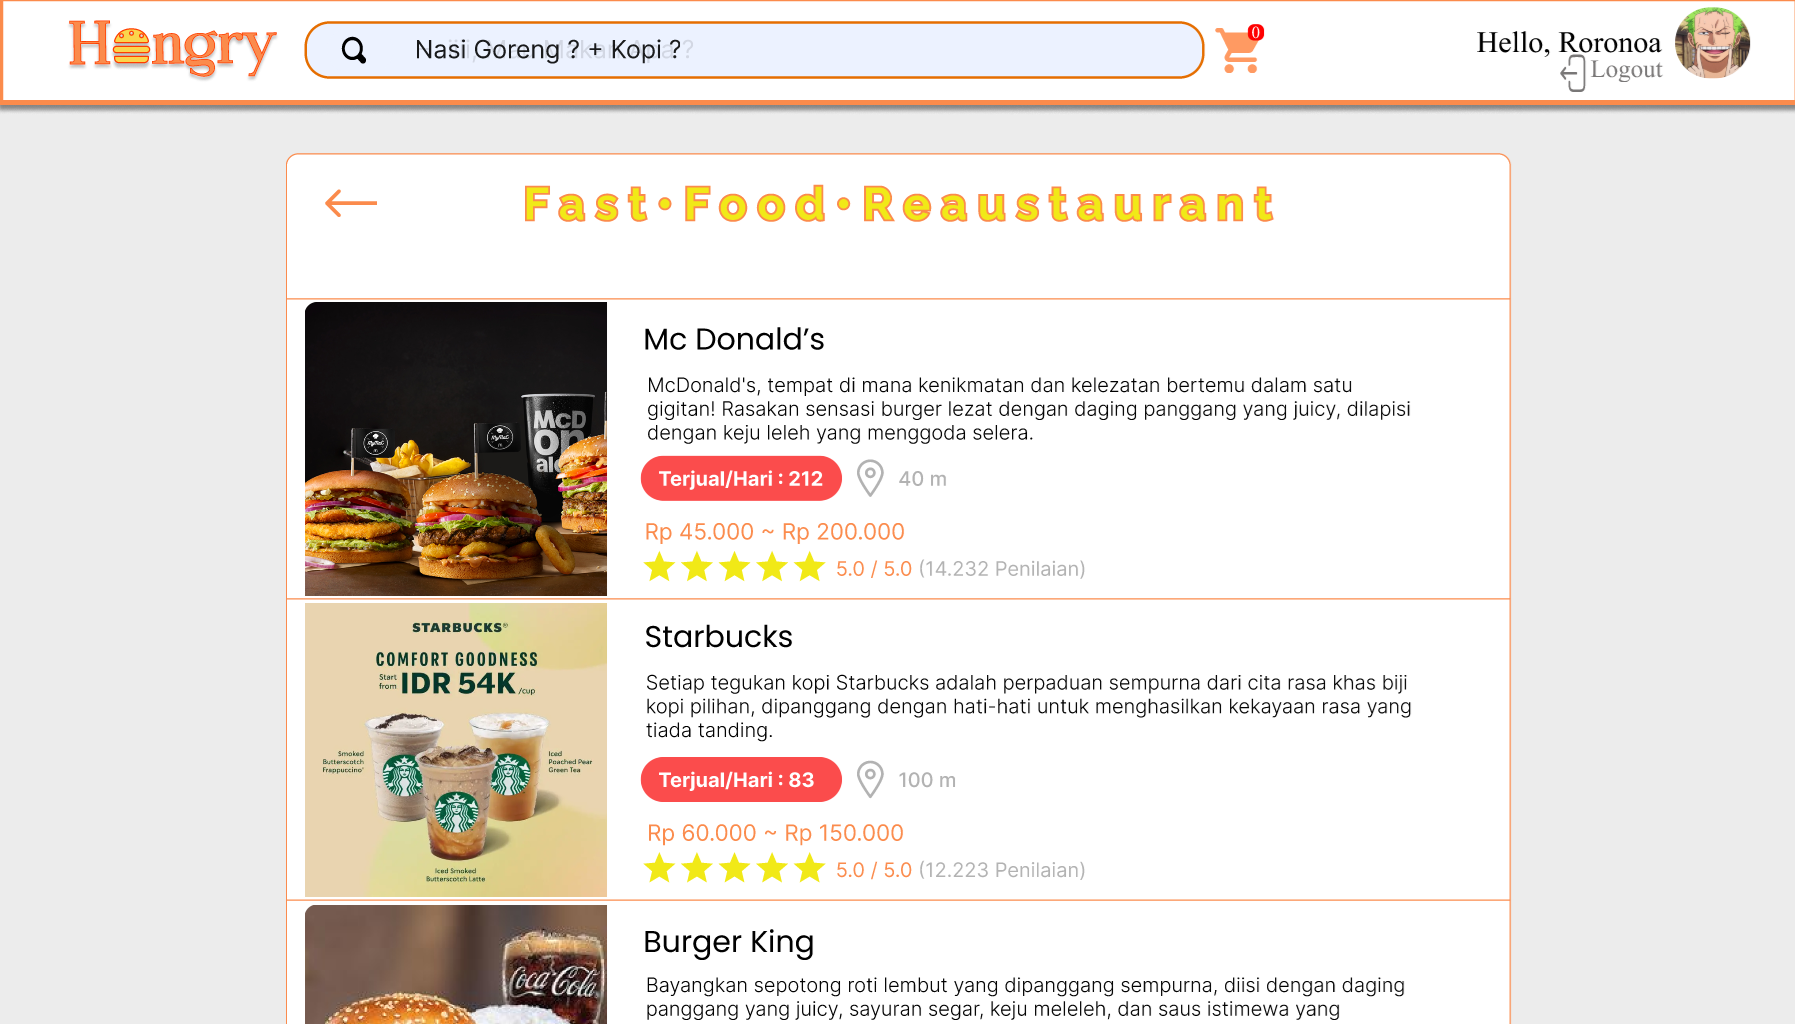 Hungry
Nasi Goreng ? + Kopi ?
0
Hello, Roronoa
Logout
Fast•Food•Reaustaurant
Mc Donald’s
McDonald's, tempat di mana kenikmatan dan kelezatan bertemu dalam satu
gigitan! Rasakan sensasi burger lezat dengan daging panggang yang juicy, dilapisi
dengan keju leleh yang menggoda selera.
Terjual/Hari : 212
40 m
Rp 45.000 ~ Rp 200.000
5.0 / 5.0 (14.232 Penilaian)
McD
on
ald
STARBUCKS®
COMFORT GOODNESS
Start
from IDR 54K /cup
Smoked
Butterscotch
Frappuccino®
Iced
Poached Pear
Green Tea
Iced Smoked
Butterscotch Latte
Starbucks
Setiap tegukan kopi Starbucks adalah perpaduan sempurna dari cita rasa khas biji
kopi pilihan, dipanggang dengan hati-hati untuk menghasilkan kekayaan rasa yang
tiada tanding.
Terjual/Hari : 83
100 m
Rp 60.000 ~ Rp 150.000
5.0 / 5.0 (12.223 Penilaian)
Coca-Cola
Burger King
Bayangkan sepotong roti lembut yang dipanggang sempurna, diisi dengan daging
panggang yang juicy, sayuran segar, keju meleleh, dan saus istimewa yang